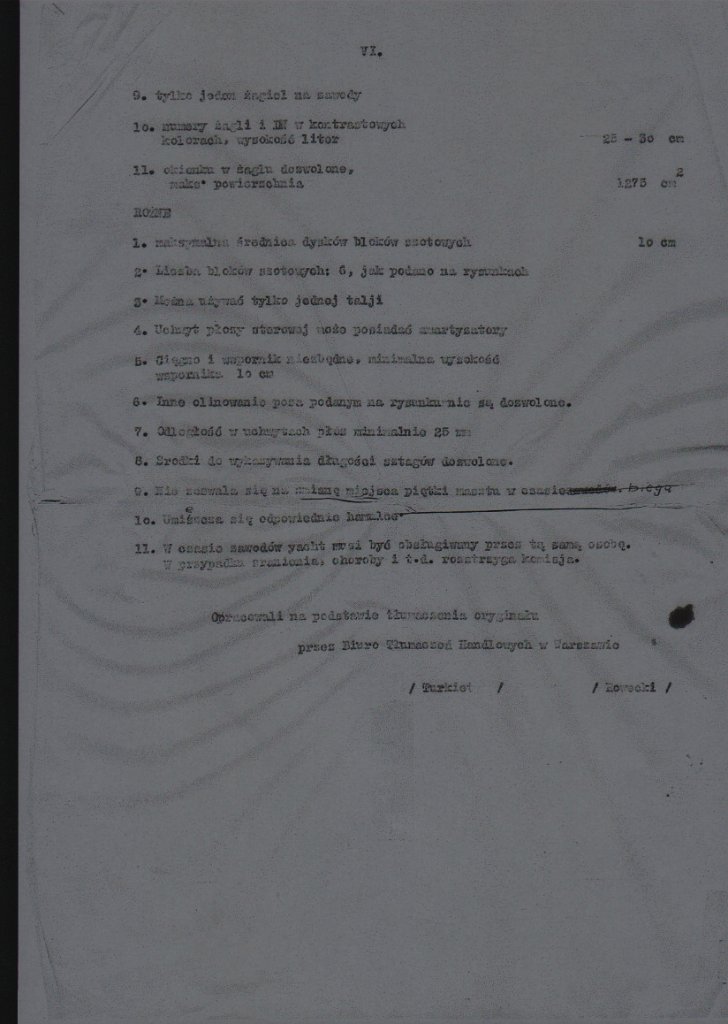 VI.
9. tylko jeden żagiel na zawody
10. numery żagli i DN w kontrastowych
kolorach, wysokość liter 25 - 30 cm
11. okienka w żaglu dozwolone,
maks. powierzchnia 1275 cm 2
ROŻNE
1. maksymalna średnica dysków bloków szotowych 10 cm
2. Liczba bloków szotowych: 6, jak podano na rysunkach
3. Można używać tylko jednej talji
4. Uchwyt płozy sterowej może posiadać amortyzatory
5. Cięgno i wspornik niezbędne, minimalna wysokość
wspornika 10 cm
6. Inne olinowanie poza podanym na rysunku nie są dozwolone.
7. Odległość w uchwytach płóz minimalnie 25 mm
8. Srodki do wykazywania długości sztagów dozwolone.
9. Nie zezwala się na zmianę miejsca piętki masztu w czasie zawodów. biegu
10. Umieszcza się odpowiednie hamulce
11. W czasie zawodów yacht musi być obsługiwany przez tą samą osobę.
W przypadku zranienia, choroby i t.d. rozstrzyga komisja.
Opracowali na podstawie tłumaczenia oryginału
przez Biuro Tłumaczeń Handlowych w Warszawie
/ Turkiet / / Rowecki /